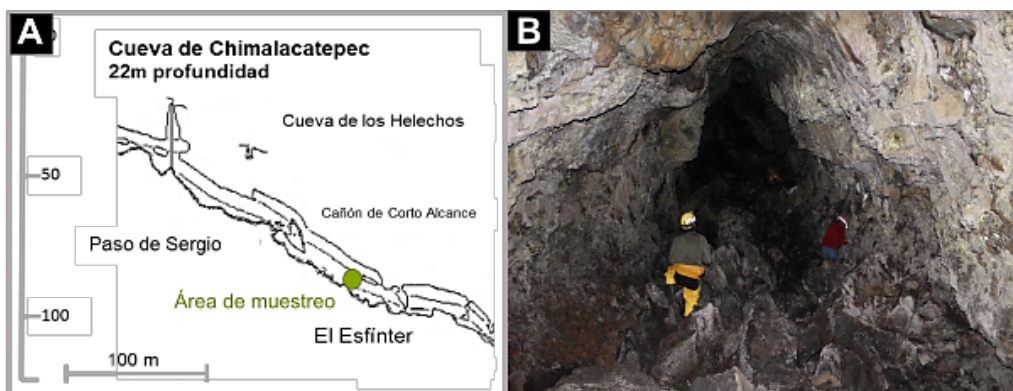 A
Cueva de Chimalacatepec
22m profundidad
Cueva de los Helechos
50
Cañón de Corto Alcance
Paso de Sergio
Área de muestreo
100
El Esfínter
100 m
B